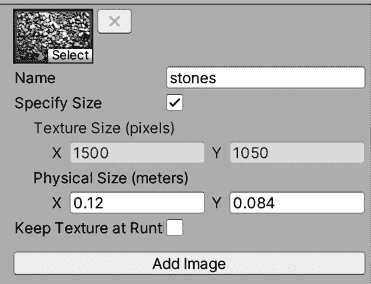 Select
Name stones
Specify Size
Texture Size (pixels)
X 1500 Y 1050
Physical Size (meters)
X 0.12 Y 0.084
Keep Texture at Runt
Add Image